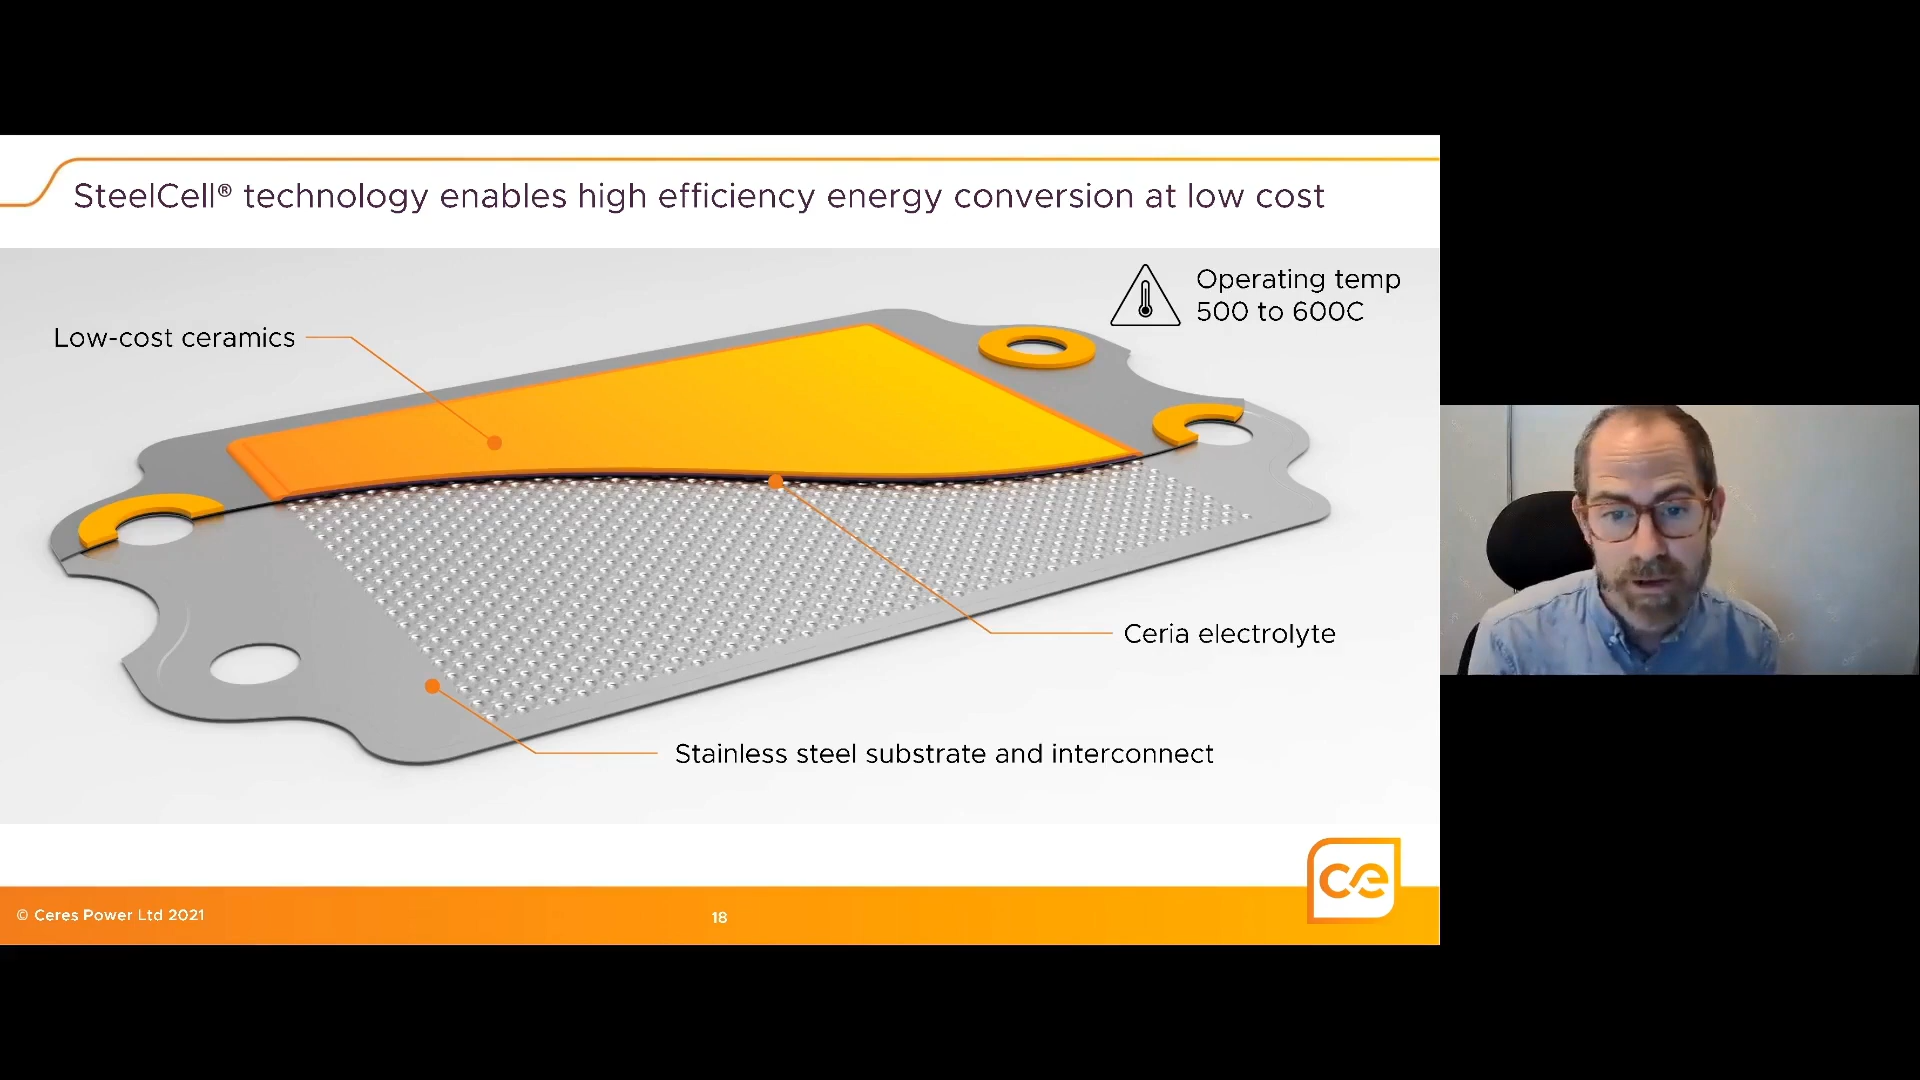 SteelCell® technology enables high efficiency energy conversion at low cost
Operating temp
500 to 600C
Low-cost ceramics
Ceria electrolyte
Stainless steel substrate and interconnect
ce
© Ceres Power Ltd 2021
18